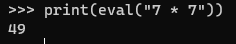 >>> print(eval("7 * 7"))
49